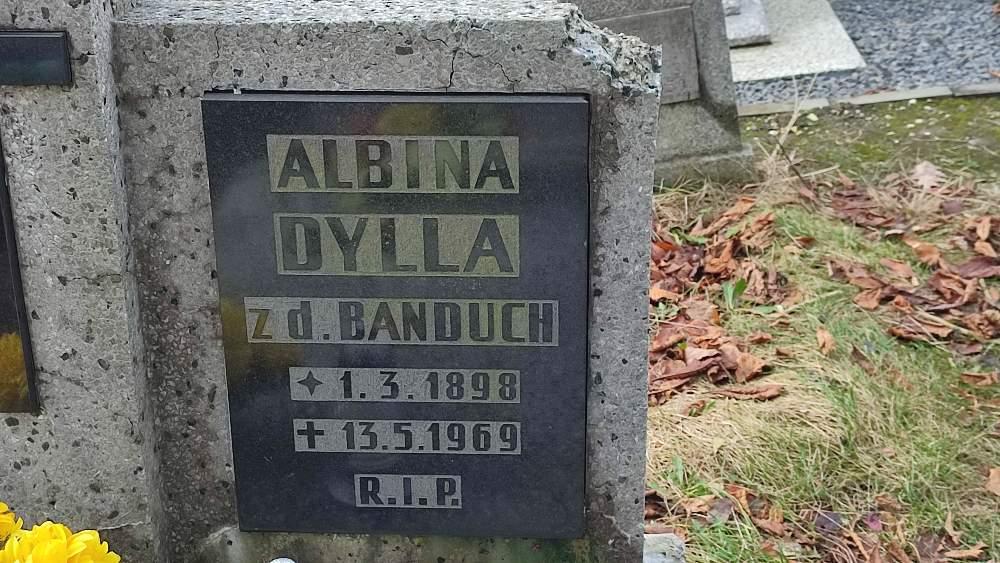 ALBINA
DYLLA
z d. BANDUCH
✦ 1.3.1898
+ 13.5.1969
R.I.P.